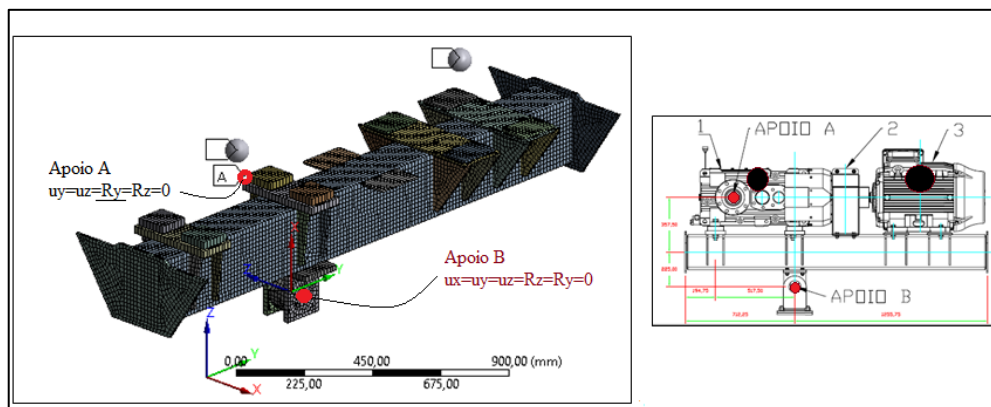 Apoio A
uy=uz=Ry=Rz=0
A
Apoio B
ux=uy=uz=Rz=Ry=0
Z
Y
X
0,00
450,00
900,00 (mm)
225,00
675,00
1
APOIO A
2
3
APOIO B